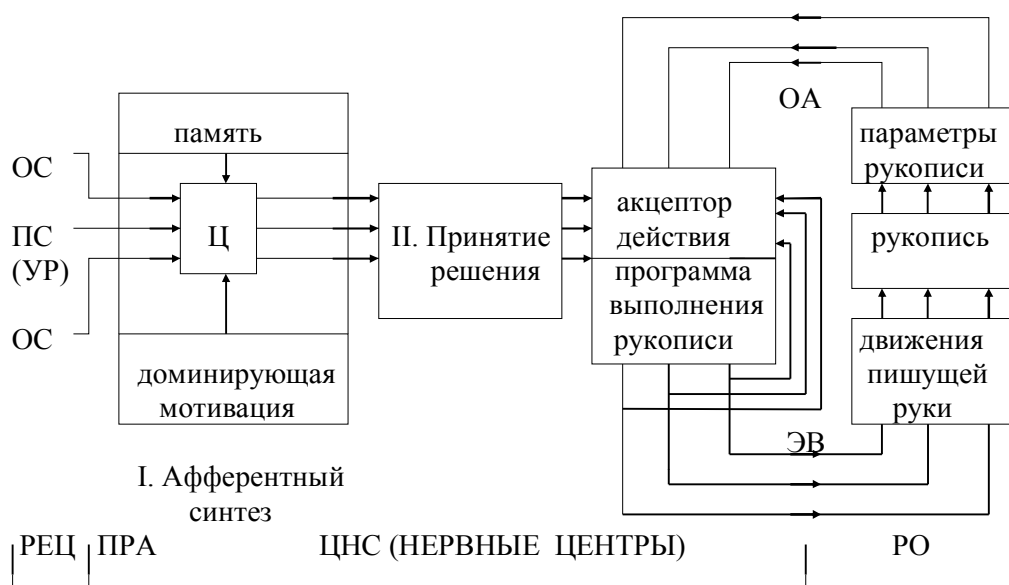 память
ОС
ПС
(УР)
ОС
Ц
доминирующая
мотивация
I. Афферентный
синтез
II. Принятие
решения
акцептор
действия
программа
выполнения
рукописи
ОА
параметры
рукописи
рукопись
движения
пишущей
руки
ЭВ
РЕЦ ПРА ЦНС (НЕРВНЫЕ ЦЕНТРЫ) РО